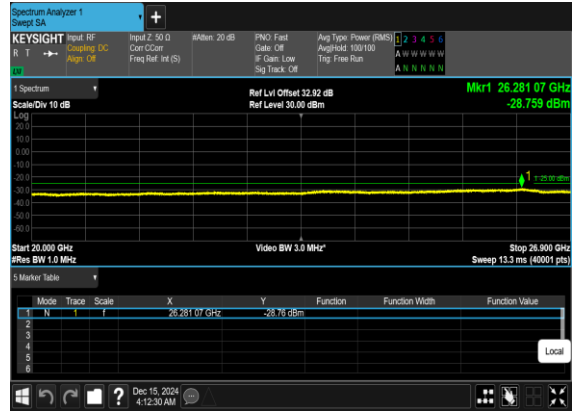 Spectrum Analyzer 1
Swept SA
+
KEYSIGHT Input: RF Input Z: 50 Ω #Atten: 20 dB PNO: Fast Avg Type: Power (RMS) 1 2 3 4 5 6
R T Coupling: DC Corr CCorr Gate: Off Avg|Hold: 100/100 A W W W W W
Align: Off Freq Ref: Int (S) IF Gain: Low Trig: Free Run
Sig Track: Off A N N N N N
1 Spectrum Ref Lvl Offset 32.92 dB Mkr1 26.281 07 GHz
Scale/Div 10 dB Ref Level 30.00 dBm -28.759 dBm
Log
20.0
10.0
0.00
-10.0
-20.0
-30.0
-40.0
-50.0
-60.0
1
Start 20.000 GHz Video BW 3.0 MHz* Stop 26.900 GHz
#Res BW 1.0 MHz Sweep 13.3 ms (40001 pts)
5 Marker Table
Mode Trace Scale X Y Function Function Width Function Value
1 N 1 f 26.281 07 GHz -28.76 dBm
2
3
4
5
6
Local
? Dec 15, 2024
4:12:30 AM